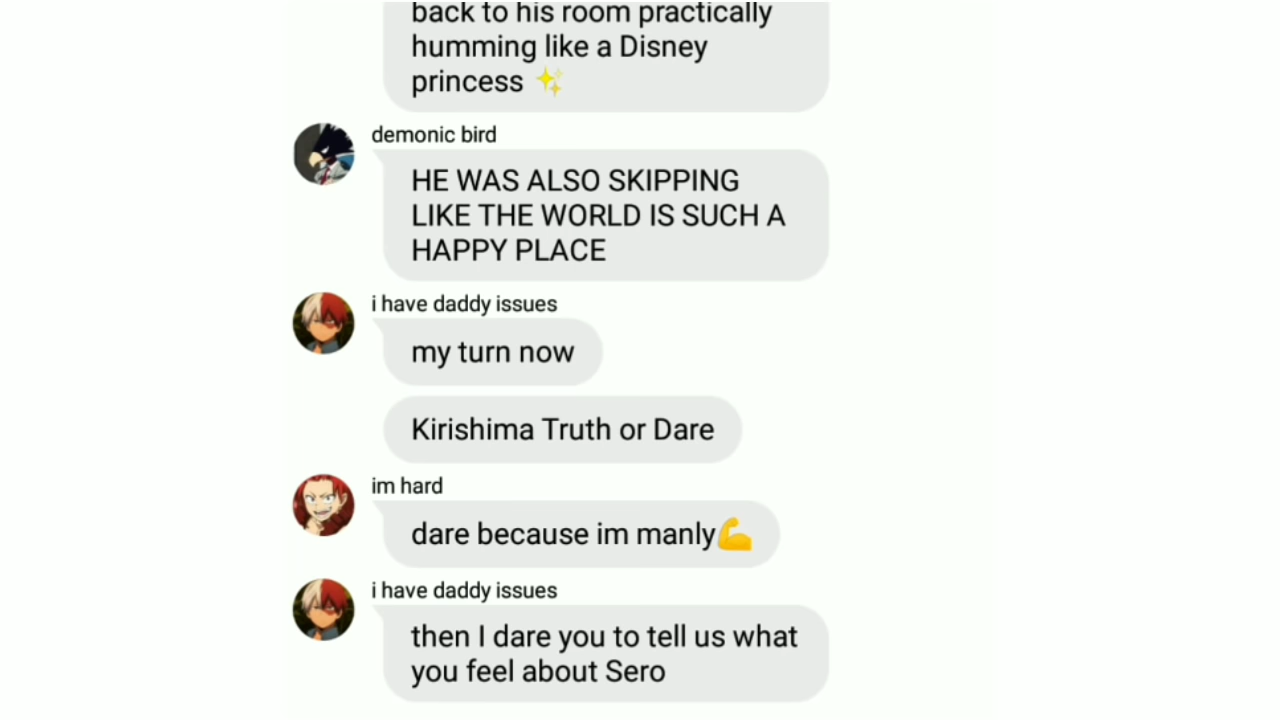 back to his room practically
humming like a Disney
princess ✨
demonic bird
HE WAS ALSO SKIPPING
LIKE THE WORLD IS SUCH A
HAPPY PLACE
i have daddy issues
my turn now
Kirishima Truth or Dare
im hard
dare because im manly💪
i have daddy issues
then I dare you to tell us what
you feel about Sero